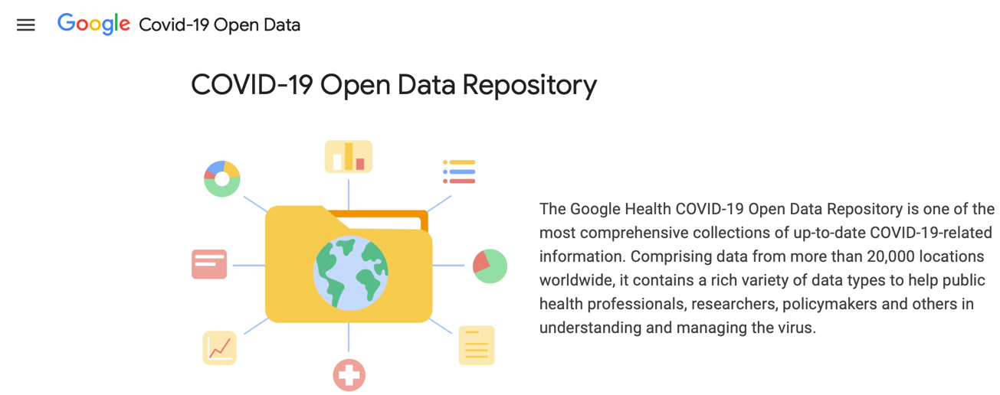 Google Covid-19 Open Data
COVID-19 Open Data Repository
The Google Health COVID-19 Open Data Repository is one of the
most comprehensive collections of up-to-date COVID-19-related
information. Comprising data from more than 20,000 locations
worldwide, it contains a rich variety of data types to help public
health professionals, researchers, policymakers and others in
understanding and managing the virus.